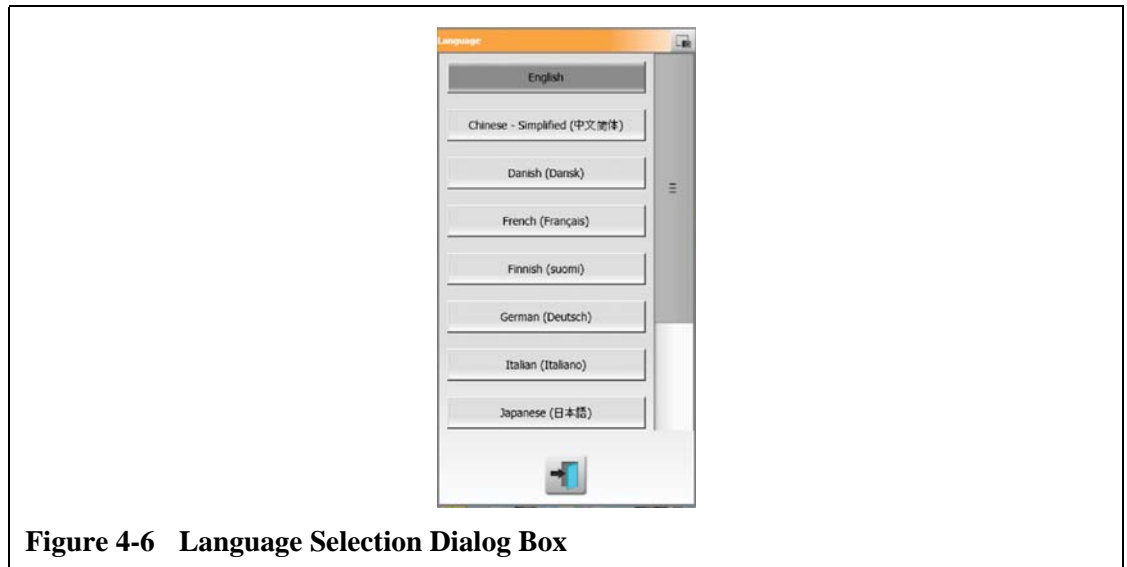 Language
English
Chinese - Simplified (中文简体)
Danish (Dansk)
French (Français)
Finnish (suomi)
German (Deutsch)
Italian (Italiano)
Japanese (日本語)
Figure 4-6 Language Selection Dialog Box